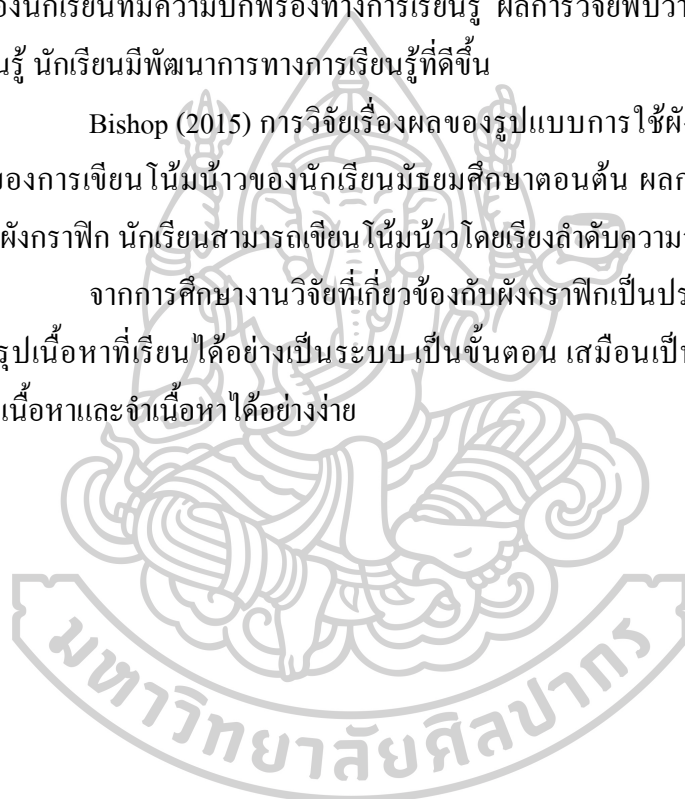 องนักเรียนที่มีความบกพร่องทางการเรียนรู้ ผลการวิจัยพบว่า
นรู้ นักเรียนมีพัฒนาการทางการเรียนรู้ที่ดีขึ้น
Bishop (2015) การวิจัยเรื่องผลของรูปแบบการใช้ผัง
ของการเขียนโน้มน้าวของนักเรียนมัธยมศึกษาตอนต้น ผลก
ผังกราฟิก นักเรียนสามารถเขียนโน้มน้าวโดยเรียงลำดับความ
จากการศึกษางานวิจัยที่เกี่ยวข้องกับผังกราฟิกเป็นประ
รุปเนื้อหาที่เรียนได้อย่างเป็นระบบ เป็นขั้นตอน เสมือนเป็น
เนื้อหาและจำเนื้อหาได้อย่างง่าย
มหาวิทยาลัยศิลปากร